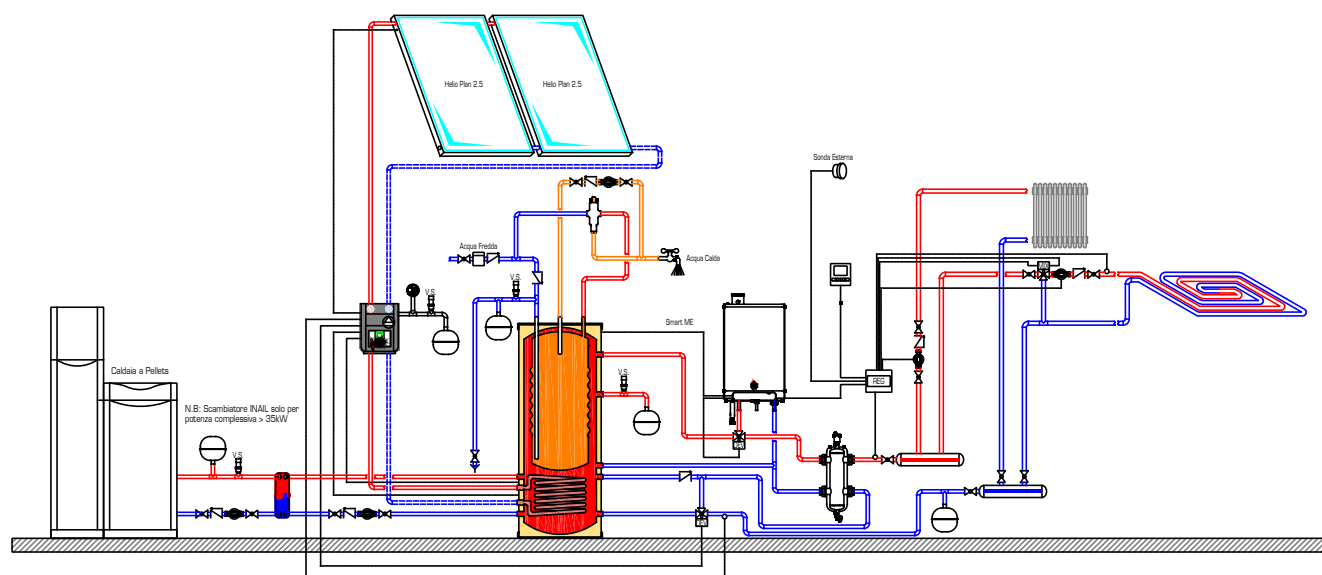 Helio Plan 2.5
Helio Plan 2.5
Sonda Esterna
Acqua Fredda
Acqua Calda
V.S.
V.S.
Smart ME
Caldaia a Pellets
V.S.
REG
N.B: Scambiatore INAIL solo per
potenza complessiva > 35kW
V.S.